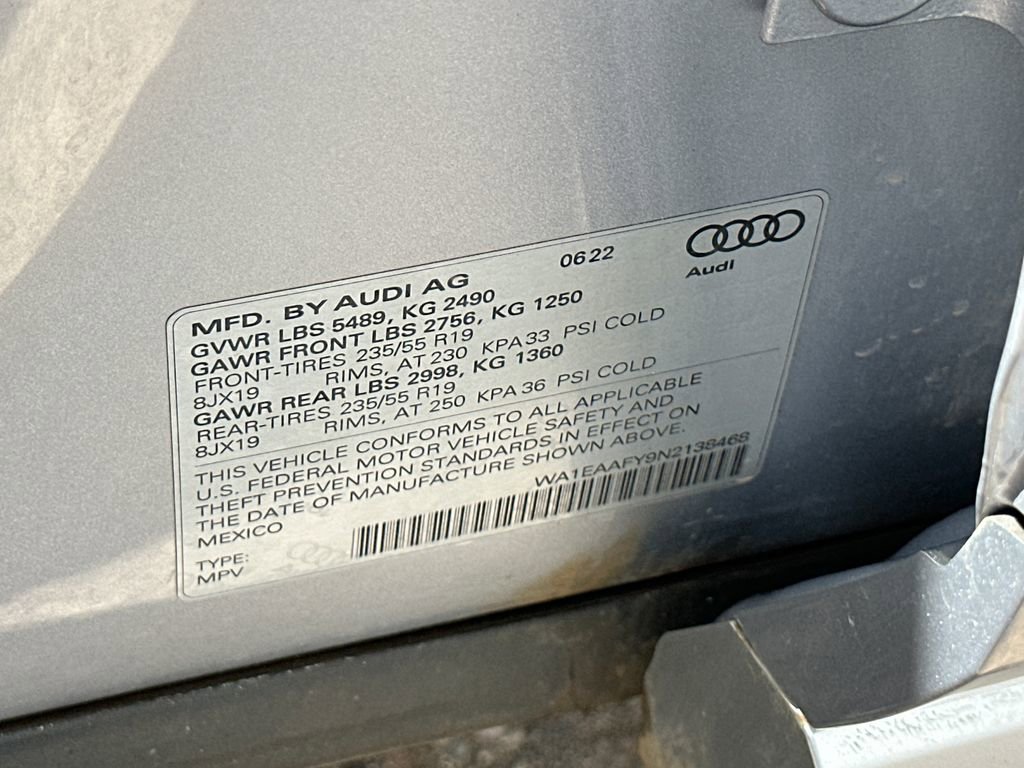 Audi
MFD. BY AUDI AG 0622
GVWR LBS 5489, KG 2490
GAWR FRONT LBS 2756, KG 1250
FRONT-TIRES 235/55 R19
8JX19 RIMS, AT 230 KPA 33 PSI COLD
GAWR REAR LBS 2998, KG 1360
REAR-TIRES 235/55 R19
8JX19 RIMS, AT 250 KPA 36 PSI COLD
THIS VEHICLE CONFORMS TO ALL APPLICABLE
U.S. FEDERAL MOTOR VEHICLE SAFETY AND
THEFT PREVENTION STANDARDS IN EFFECT ON
THE DATE OF MANUFACTURE SHOWN ABOVE.
MEXICO WA1EAAFY9N2138468
TYPE:
MPV